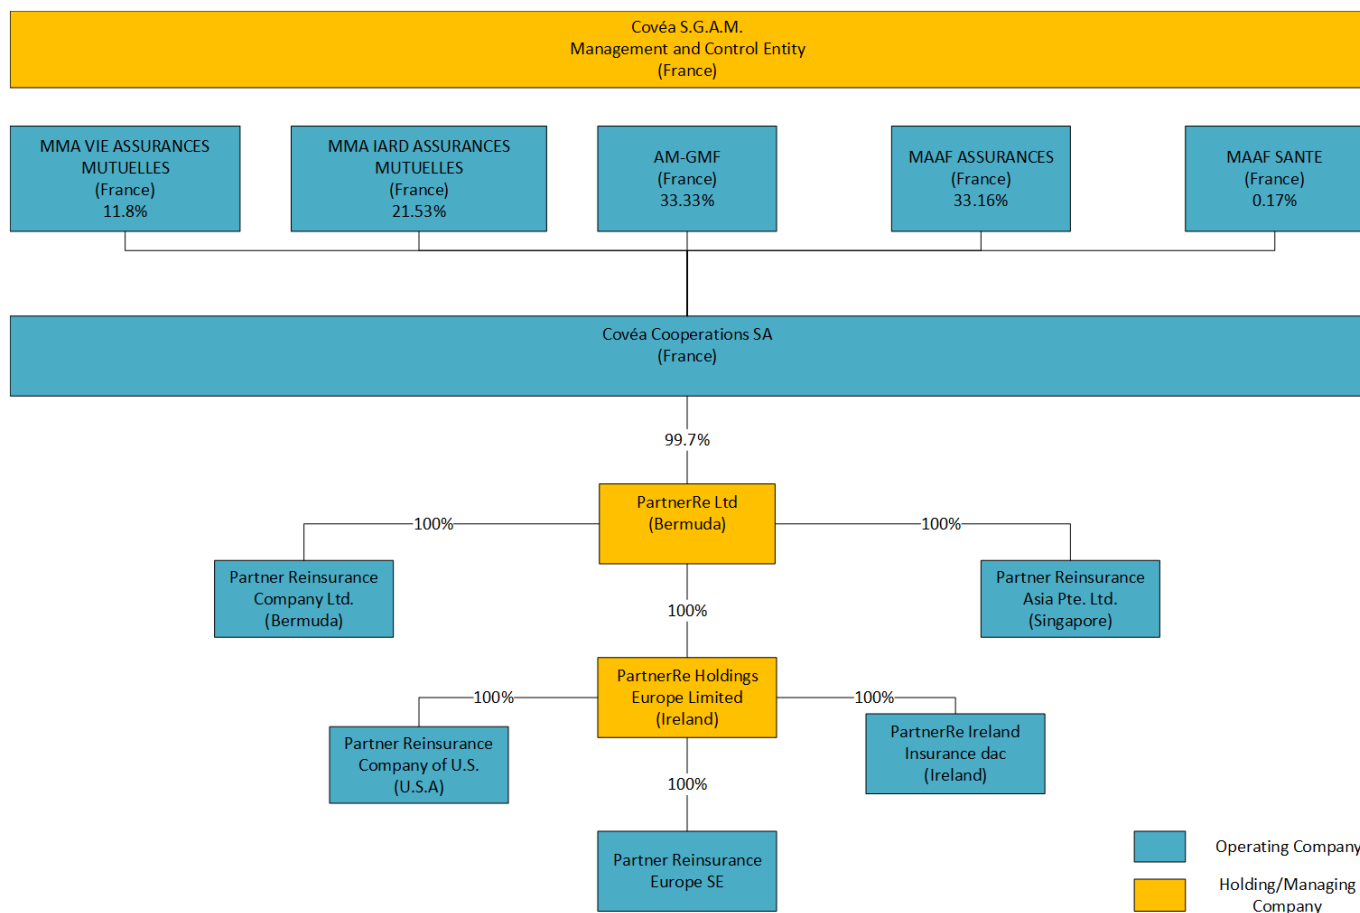 Covéa S.G.A.M.
Management and Control Entity
(France)
MMA VIE ASSURANCES
MUTUELLES
(France)
11.8%
MMA IARD ASSURANCES
MUTUELLES
(France)
21.53%
AM-GMF
(France)
33.33%
MAAF ASSURANCES
(France)
33.16%
MAAF SANTE
(France)
0.17%
Covéa Cooperations SA
(France)
99.7%
PartnerRe Ltd
(Bermuda)
100%
100%
Partner Reinsurance
Company Ltd.
(Bermuda)
Partner Reinsurance
Asia Pte. Ltd.
(Singapore)
100%
PartnerRe Holdings
Europe Limited
(Ireland)
100%
100%
Partner Reinsurance
Company of U.S.
(U.S.A)
PartnerRe Ireland
Insurance dac
(Ireland)
100%
Partner Reinsurance
Europe SE
Operating Company
Holding/Managing
Company